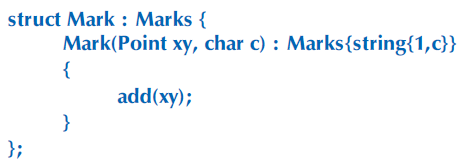 struct Mark : Marks {
Mark(Point xy, char c) : Marks{string{1,c}}
{
add(xy);
}
};